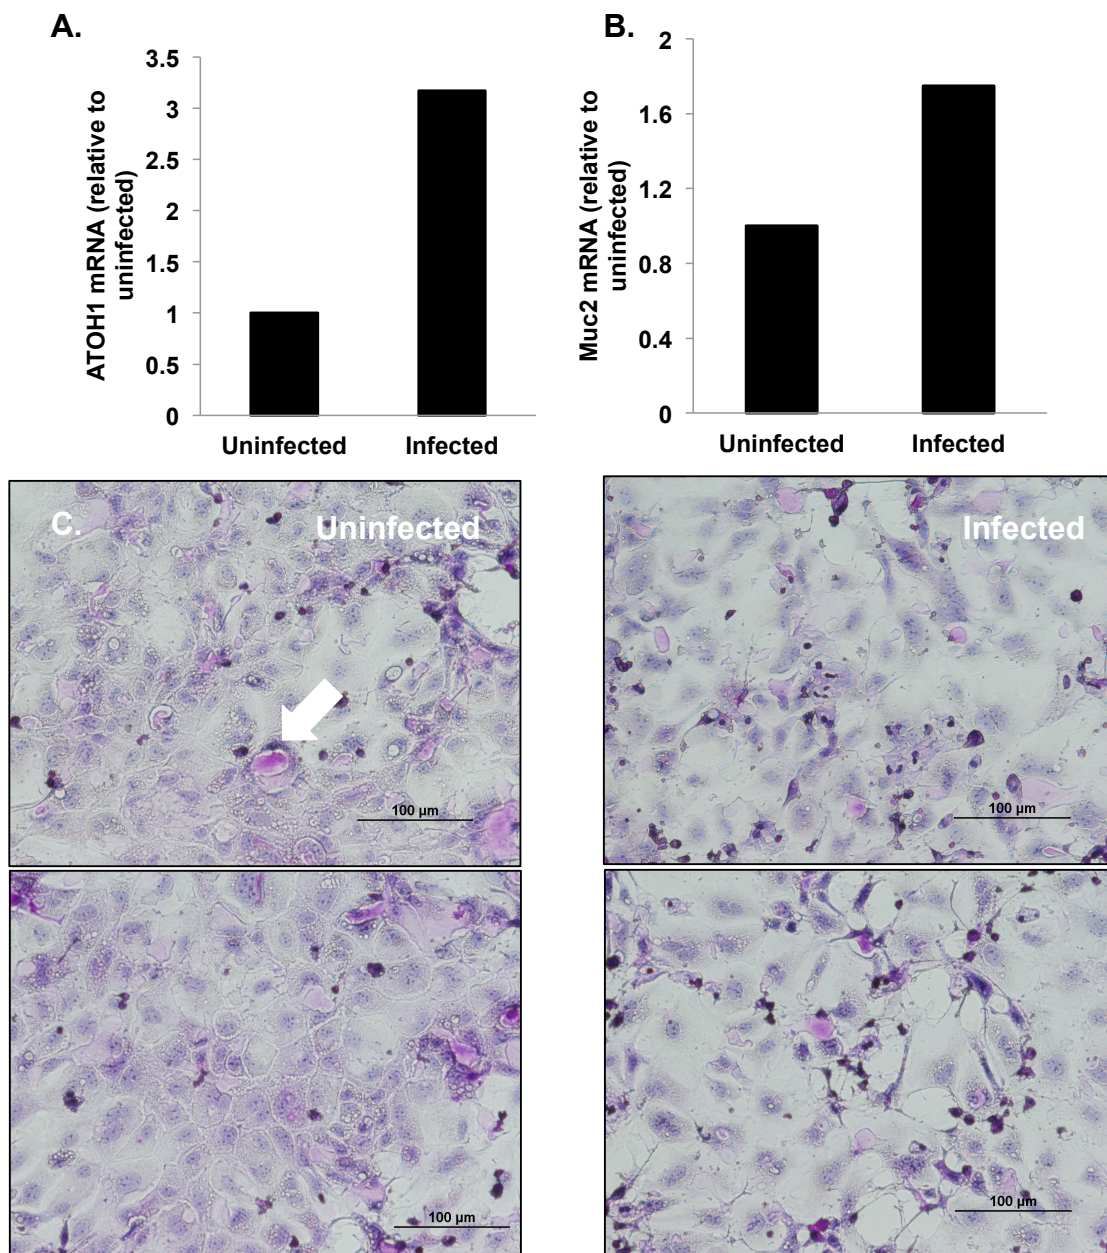 A.
ATOH1 mRNA (relative to
uninfected)
3.5
3
2.5
2
1.5
1
0.5
0
Uninfected Infected
B.
Muc2 mRNA (relative to
uninfected)
2
1.6
1.2
0.8
0.4
0
Uninfected Infected
C.
Uninfected
100 µm
Infected
100 µm
100 µm
100 µm